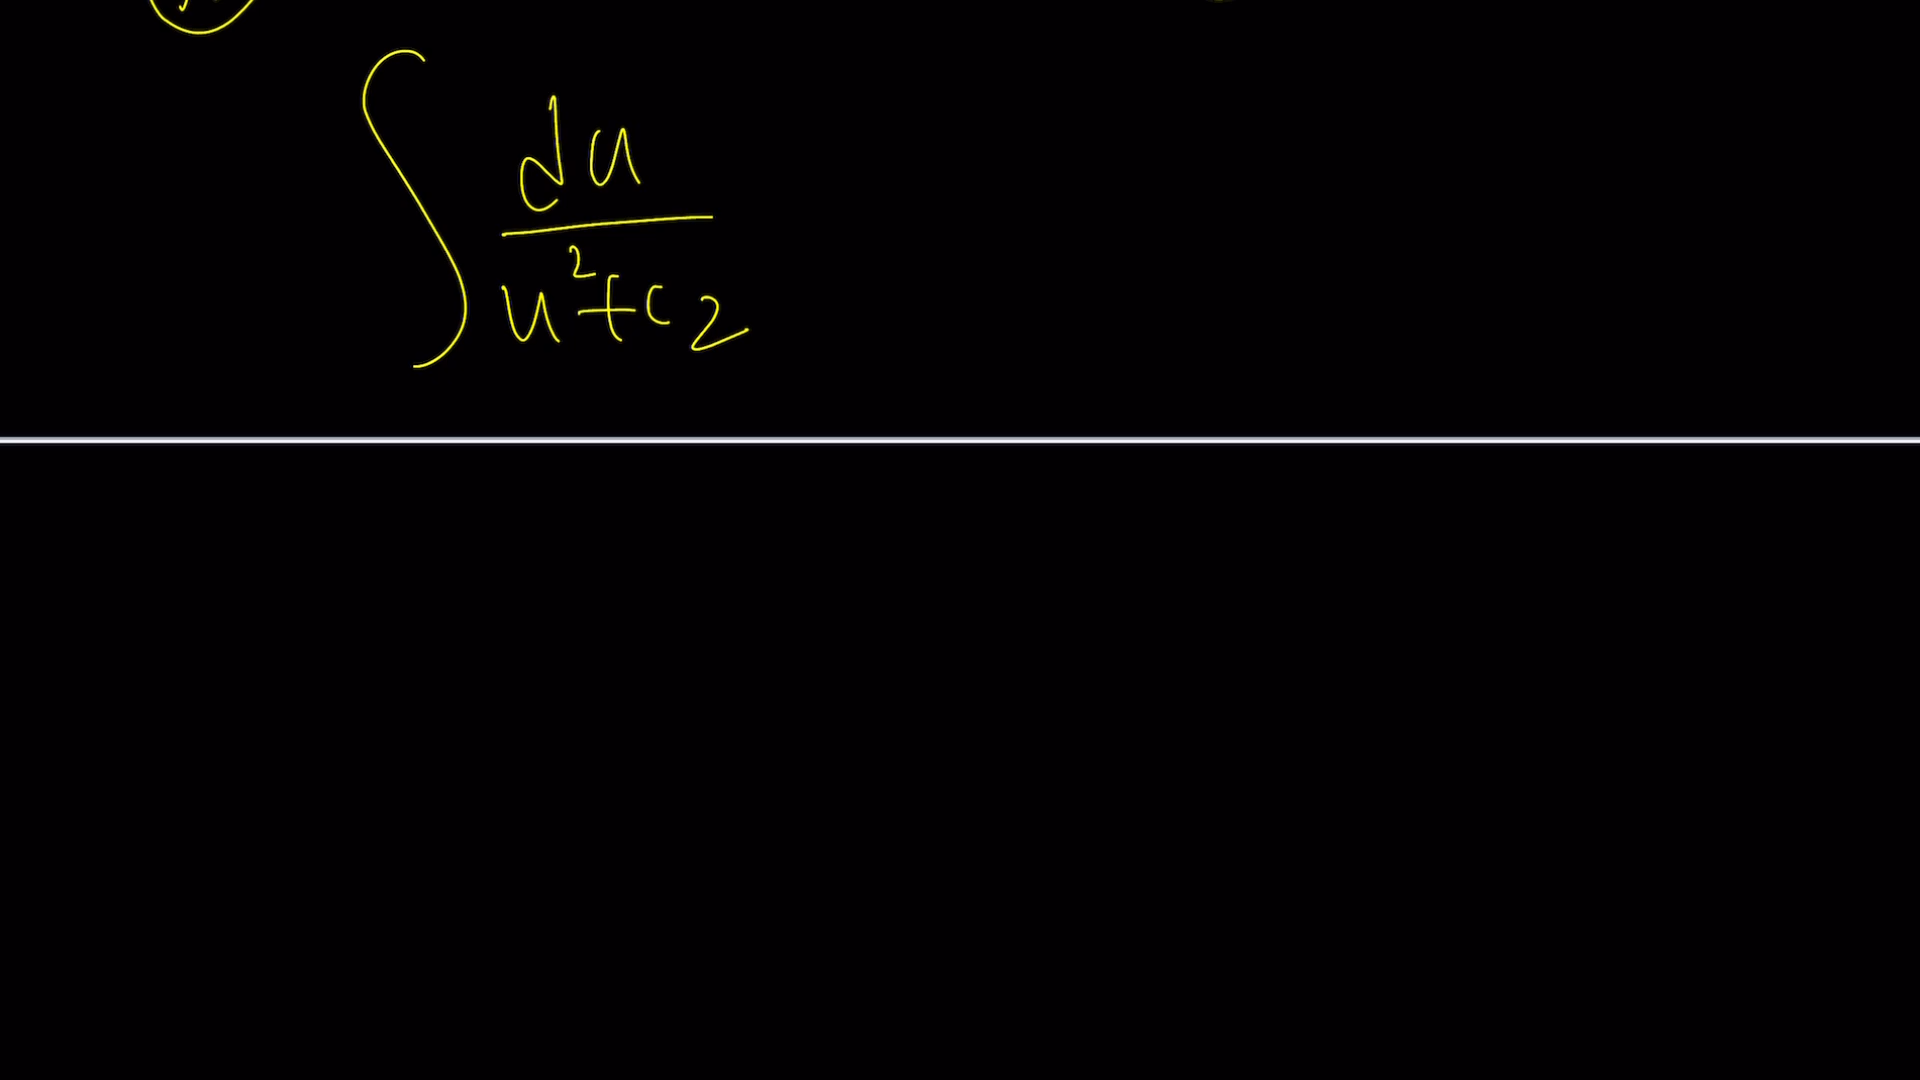 ∫ du
u²+c₂